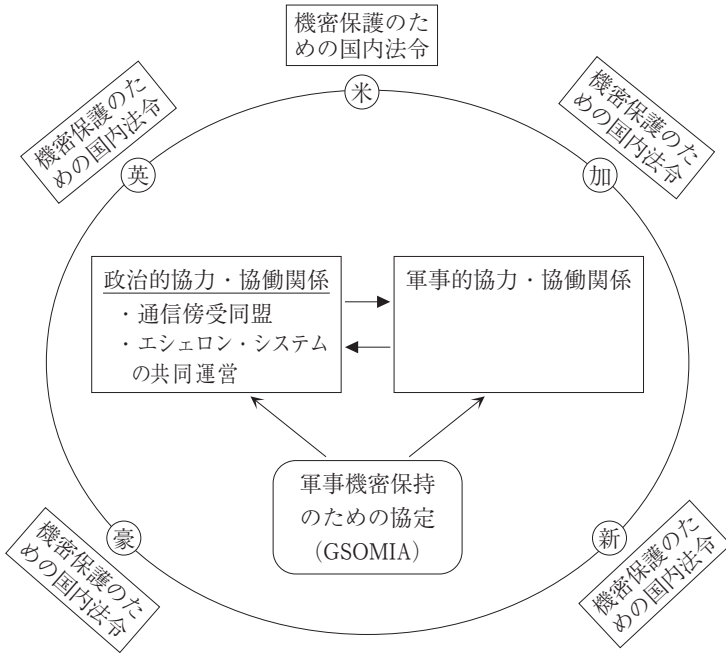 機密保護のた
めの国内法令
米
機密保護のた
めの国内法令
英
機密保護のた
めの国内法令
加
政治的協力・協働関係
・通信傍受同盟
・エシェロン・システム
の共同運営
軍事的協力・協働関係
軍事機密保持
のための協定
(GSOMIA)
豪
機密保護のた
めの国内法令
新
機密保護のた
めの国内法令